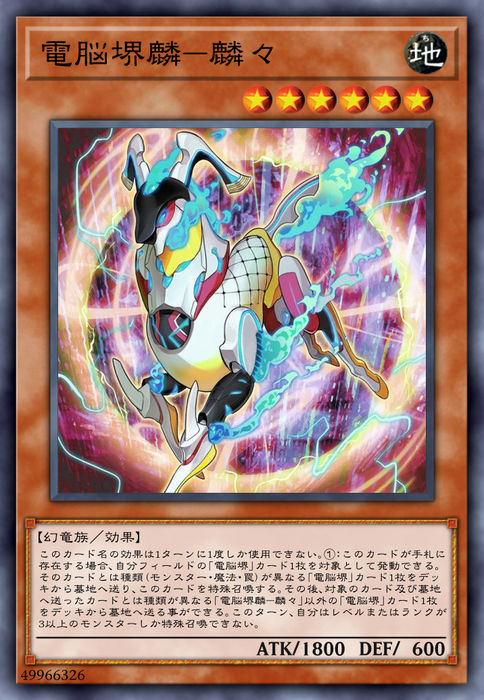 電脳堺麟－麟々
ち
地
【幻竜族／効果】
このカード名の効果は1ターンに1度しか使用できない。①：このカードが手札に
存在する場合、自分フィールドの「電脳堺」カード1枚を対象として発動できる。
そのカードとは種類(モンスター・魔法・罠)が異なる「電脳堺」カード1枚をデッ
キから墓地へ送り、このカードを特殊召喚する。その後、対象のカード及び墓地
へ送ったカードとは種類が異なる「電脳堺麟－麟々」以外の「電脳堺」カード1枚
をデッキから墓地へ送る事ができる。このターン、自分はレベルまたはランクが
3以上のモンスターしか特殊召喚できない。
ATK/1800 DEF/ 600
49966326